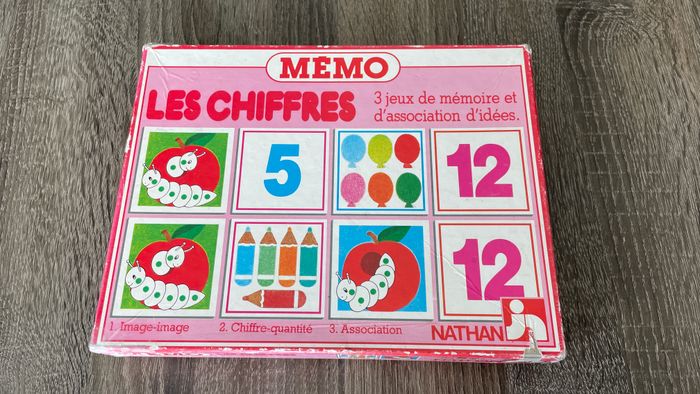 MÉMO
LES CHIFFRES
3 jeux de mémoire et
d'association d'idées.
5
12
12
1. Image-image
2. Chiffre-quantité
3. Association
NATHAN